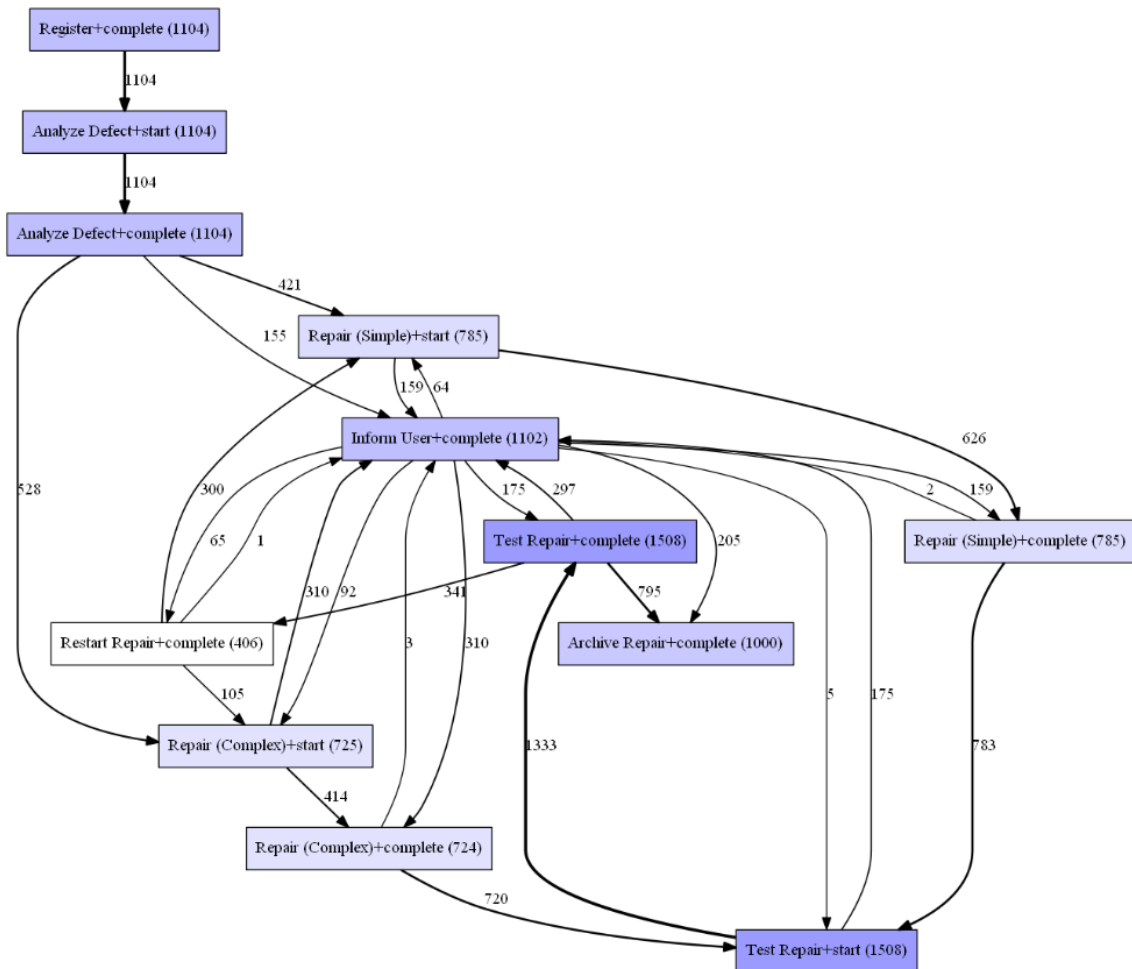 Register+complete (1104)
1104
Analyze Defect+start (1104)
1104
Analyze Defect+complete (1104)
421
Repair (Simple)+start (785)
155
159
64
Inform User+complete (1102)
626
528
300
175
297
159
2
65
1
Test Repair+complete (1508)
205
Repair (Simple)+complete (785)
310
92
341
795
Restart Repair+complete (406)
Archive Repair+complete (1000)
3
310
105
5
175
Repair (Complex)+start (725)
1333
783
414
Repair (Complex)+complete (724)
720
Test Repair+start (1508)